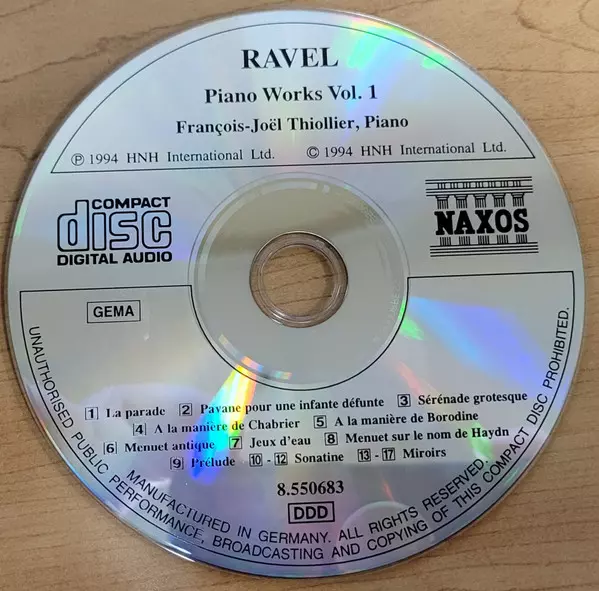 RAVEL
Piano Works Vol. 1
François-Joël Thiollier, Piano
℗ 1994 HNH International Ltd. © 1994 HNH International Ltd.
COMPACT
disc
DIGITAL AUDIO
NAXOS
GEMA
1 La parade 2 Pavane pour une infante défunte 3 Sérénade grotesque
4 A la manière de Chabrier 5 A la manière de Borodine
6 Menuet antique 7 Jeux d'eau 8 Menuet sur le nom de Haydn
9 Prélude 10 - 12 Sonatine 13 - 17 Miroirs
8.550683
DDD
UNAUTHORISED PUBLIC PERFORMANCE, BROADCASTING AND COPYING OF THIS COMPACT DISC PROHIBITED.
MANUFACTURED IN GERMANY. ALL RIGHTS RESERVED.